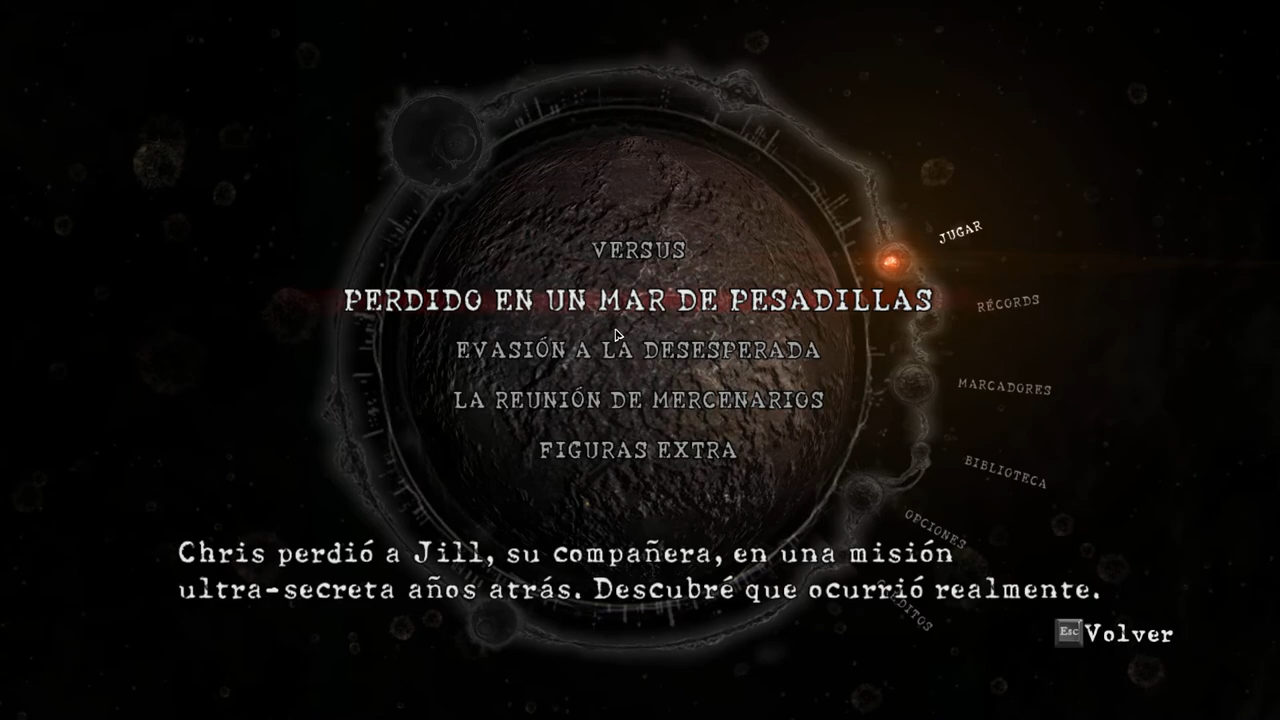 VERSUS
PERDIDO EN UN MAR DE PESADILLAS
EVASIÓN A LA DESESPERADA
LA REUNIÓN DE MERCENARIOS
FIGURAS EXTRA
JUGAR
RÉCORDS
MARCADORES
BIBLIOTECA
OPCIONES
Chris perdió a Jill, su compañera, en una misión
ultra-secreta años atrás. Descubré que ocurrió realmente.
Esc Volver